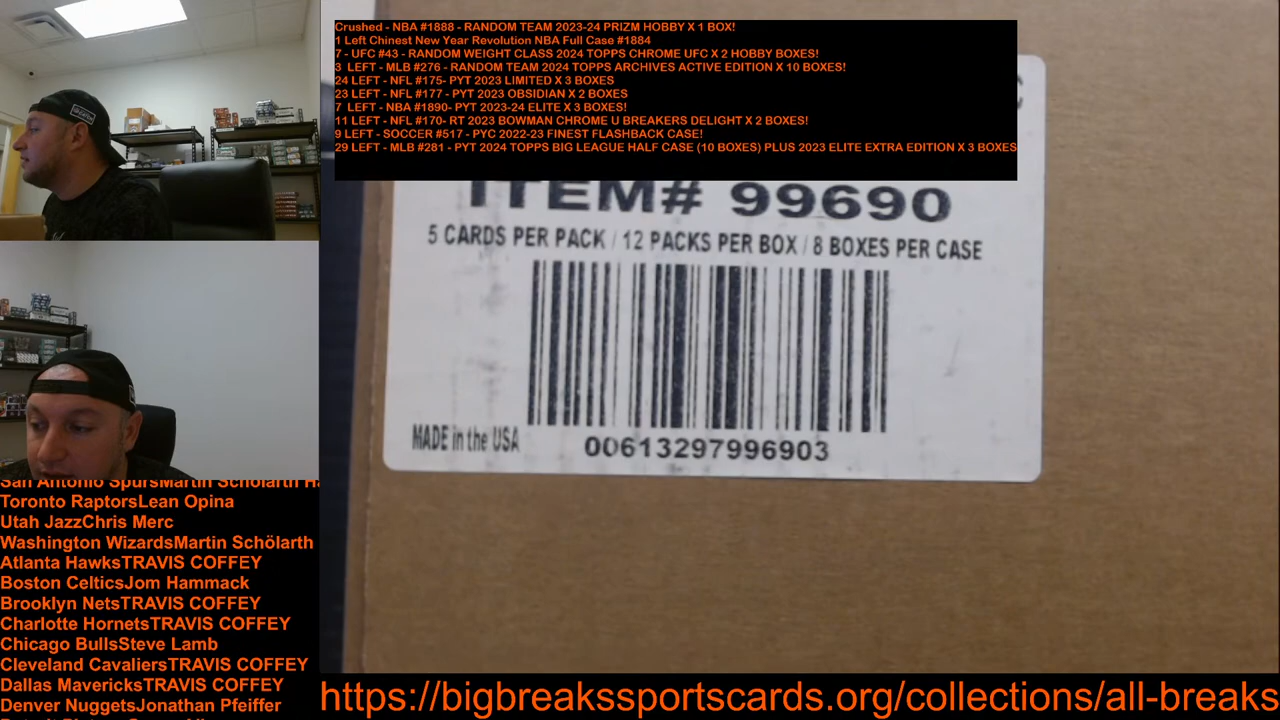 Crushed - NBA #1888 - RANDOM TEAM 2023-24 PRIZM HOBBY X 1 BOX!
1 Left Chinest New Year Revolution NBA Full Case #1884
7 - UFC #43 - RANDOM WEIGHT CLASS 2024 TOPPS CHROME UFC X 2 HOBBY BOXES!
3 LEFT - MLB #276 - RANDOM TEAM 2024 TOPPS ARCHIVES ACTIVE EDITION X 10 BOXES!
24 LEFT - NFL #175- PYT 2023 LIMITED X 3 BOXES
23 LEFT - NFL #177 - PYT 2023 OBSIDIAN X 2 BOXES
7 LEFT - NBA #1890- PYT 2023-24 ELITE X 3 BOXES!
11 LEFT - NFL #170- RT 2023 BOWMAN CHROME U BREAKERS DELIGHT X 2 BOXES!
9 LEFT - SOCCER #517 - PYC 2022-23 FINEST FLASHBACK CASE!
29 LEFT - MLB #281 - PYT 2024 TOPPS BIG LEAGUE HALF CASE (10 BOXES) PLUS 2023 ELITE EXTRA EDITION X 3 BOXES
ITEM# 99690
5 CARDS PER PACK / 12 PACKS PER BOX / 8 BOXES PER CASE
MADE in the USA
00613297996903
San Antonio SpursMartin Schölarth
Toronto RaptorsLean Opina
Utah JazzChris Merc
Washington WizardsMartin Schölarth
Atlanta HawksTRAVIS COFFEY
Boston CelticsJom Hammack
Brooklyn NetsTRAVIS COFFEY
Charlotte HornetsTRAVIS COFFEY
Chicago BullsSteve Lamb
Cleveland CavaliersTRAVIS COFFEY
Dallas MavericksTRAVIS COFFEY
Denver NuggetsJonathan Pfeiffer
https://bigbreakssportscards.org/collections/all-breaks